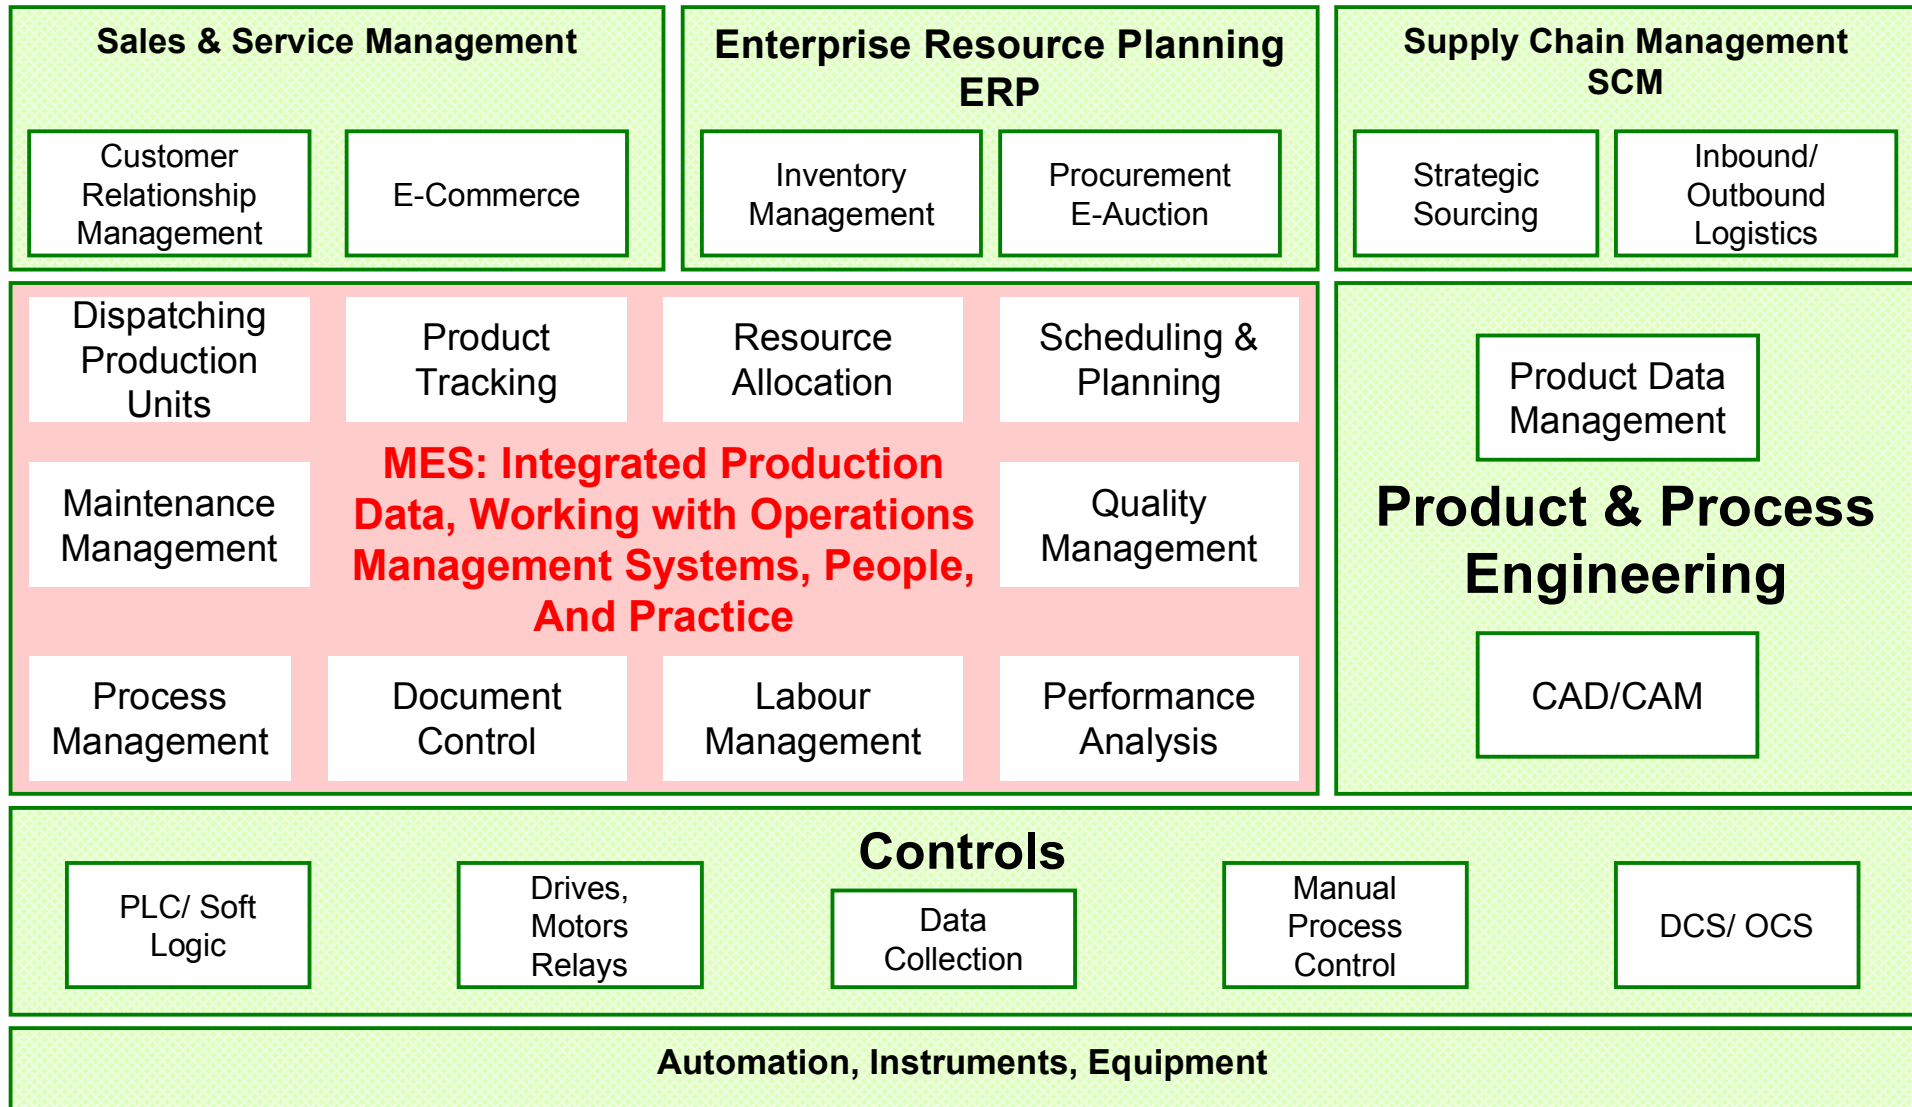 Sales & Service Management
Customer
Relationship
Management
E-Commerce
Enterprise Resource Planning
ERP
Inventory
Management
Procurement
E-Auction
Supply Chain Management
SCM
Strategic
Sourcing
Inbound/
Outbound
Logistics
Dispatching
Production
Units
Product
Tracking
Resource
Allocation
Scheduling &
Planning
Maintenance
Management
MES: Integrated Production
Data, Working with Operations
Management Systems, People,
And Practice
Quality
Management
Process
Management
Document
Control
Labour
Management
Performance
Analysis
Product Data
Management
Product & Process
Engineering
CAD/CAM
Controls
PLC/ Soft
Logic
Drives,
Motors
Relays
Data
Collection
Manual
Process
Control
DCS/ OCS
Automation, Instruments, Equipment